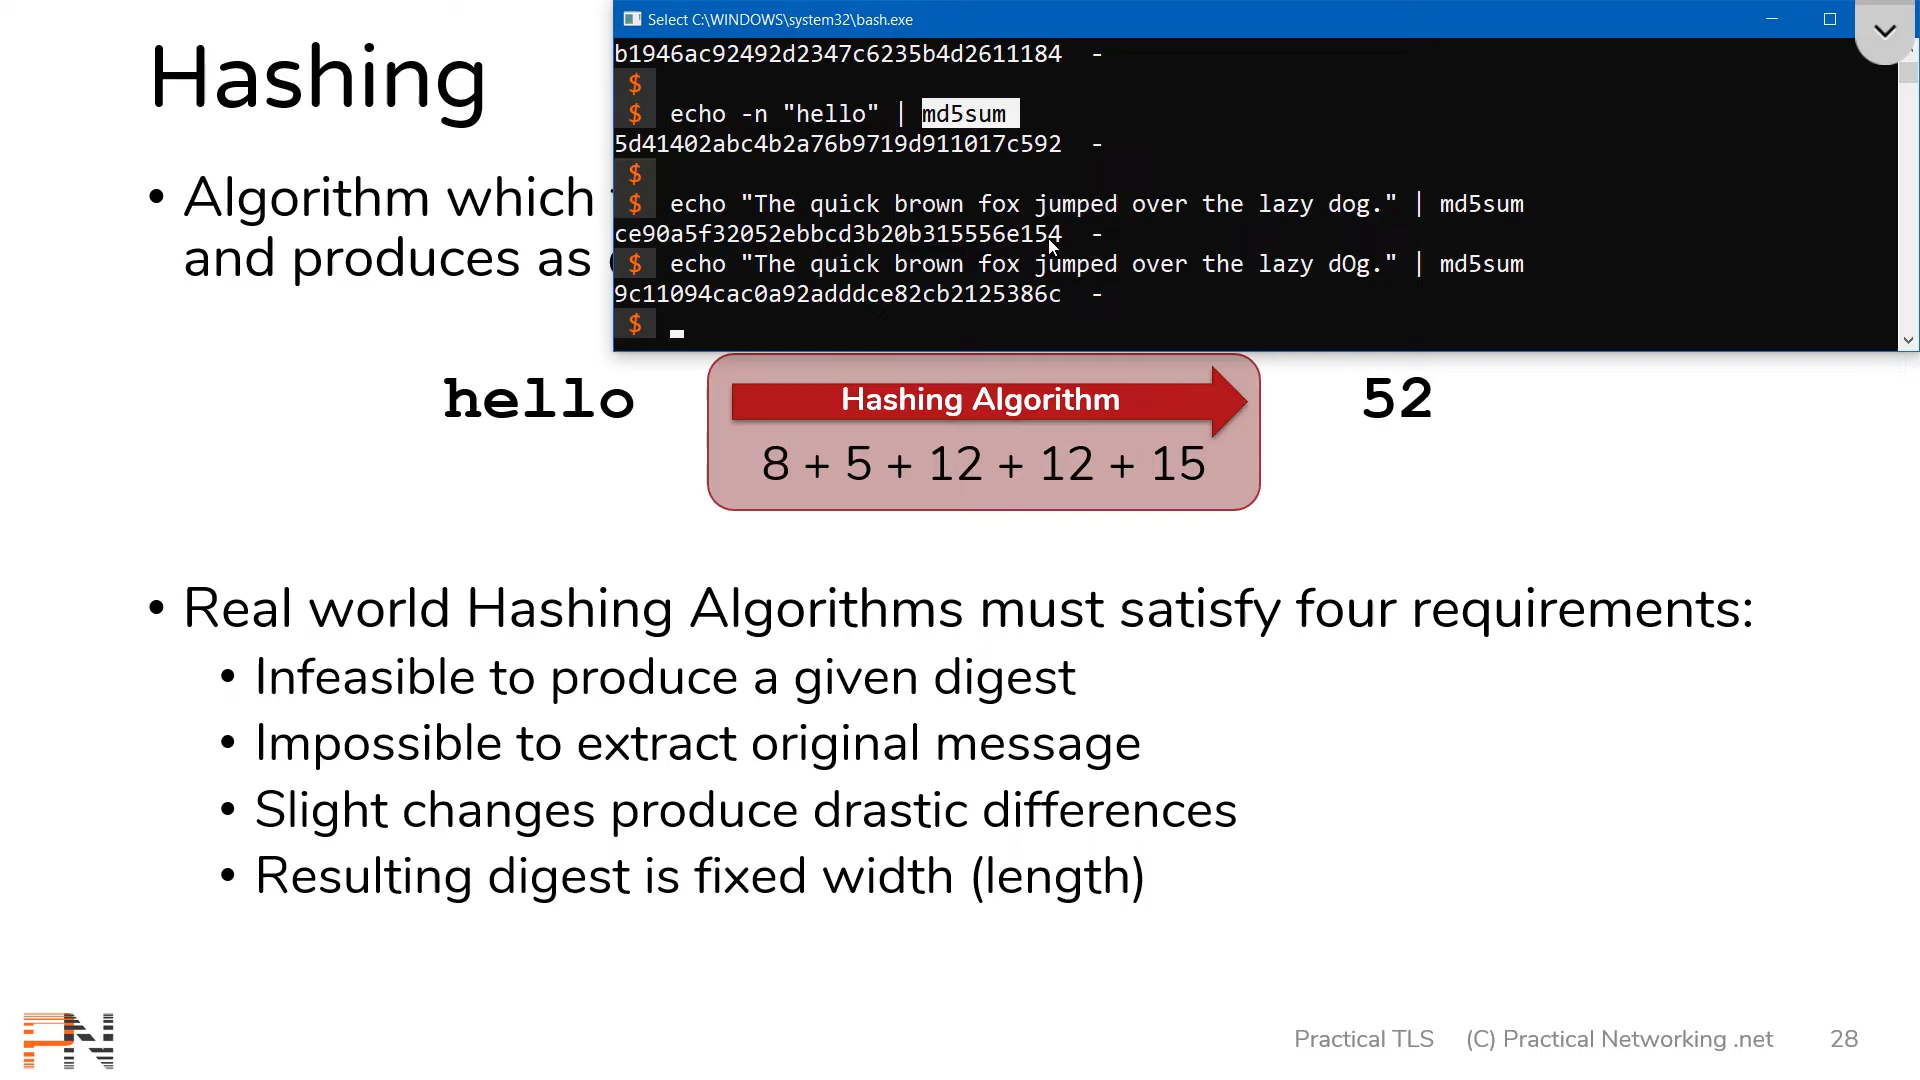 Hashing
• Algorithm which
and produces as
Select C:\WINDOWS\system32\bash.exe
b1946ac92492d2347c6235b4d2611184  -
$
$ echo -n "hello" | md5sum
5d41402abc4b2a76b9719d911017c592  -
$
$ echo "The quick brown fox jumped over the lazy dog." | md5sum
ce90a5f32052ebbcd3b20b315556e154  -
$ echo "The quick brown fox jumped over the lazy dOg." | md5sum
9c11094cac0a92adddce82cb2125386c  -
$
hello
Hashing Algorithm
8 + 5 + 12 + 12 + 15
52
• Real world Hashing Algorithms must satisfy four requirements:
• Infeasible to produce a given digest
• Impossible to extract original message
• Slight changes produce drastic differences
• Resulting digest is fixed width (length)
PN
Practical TLS (C) Practical Networking .net 28